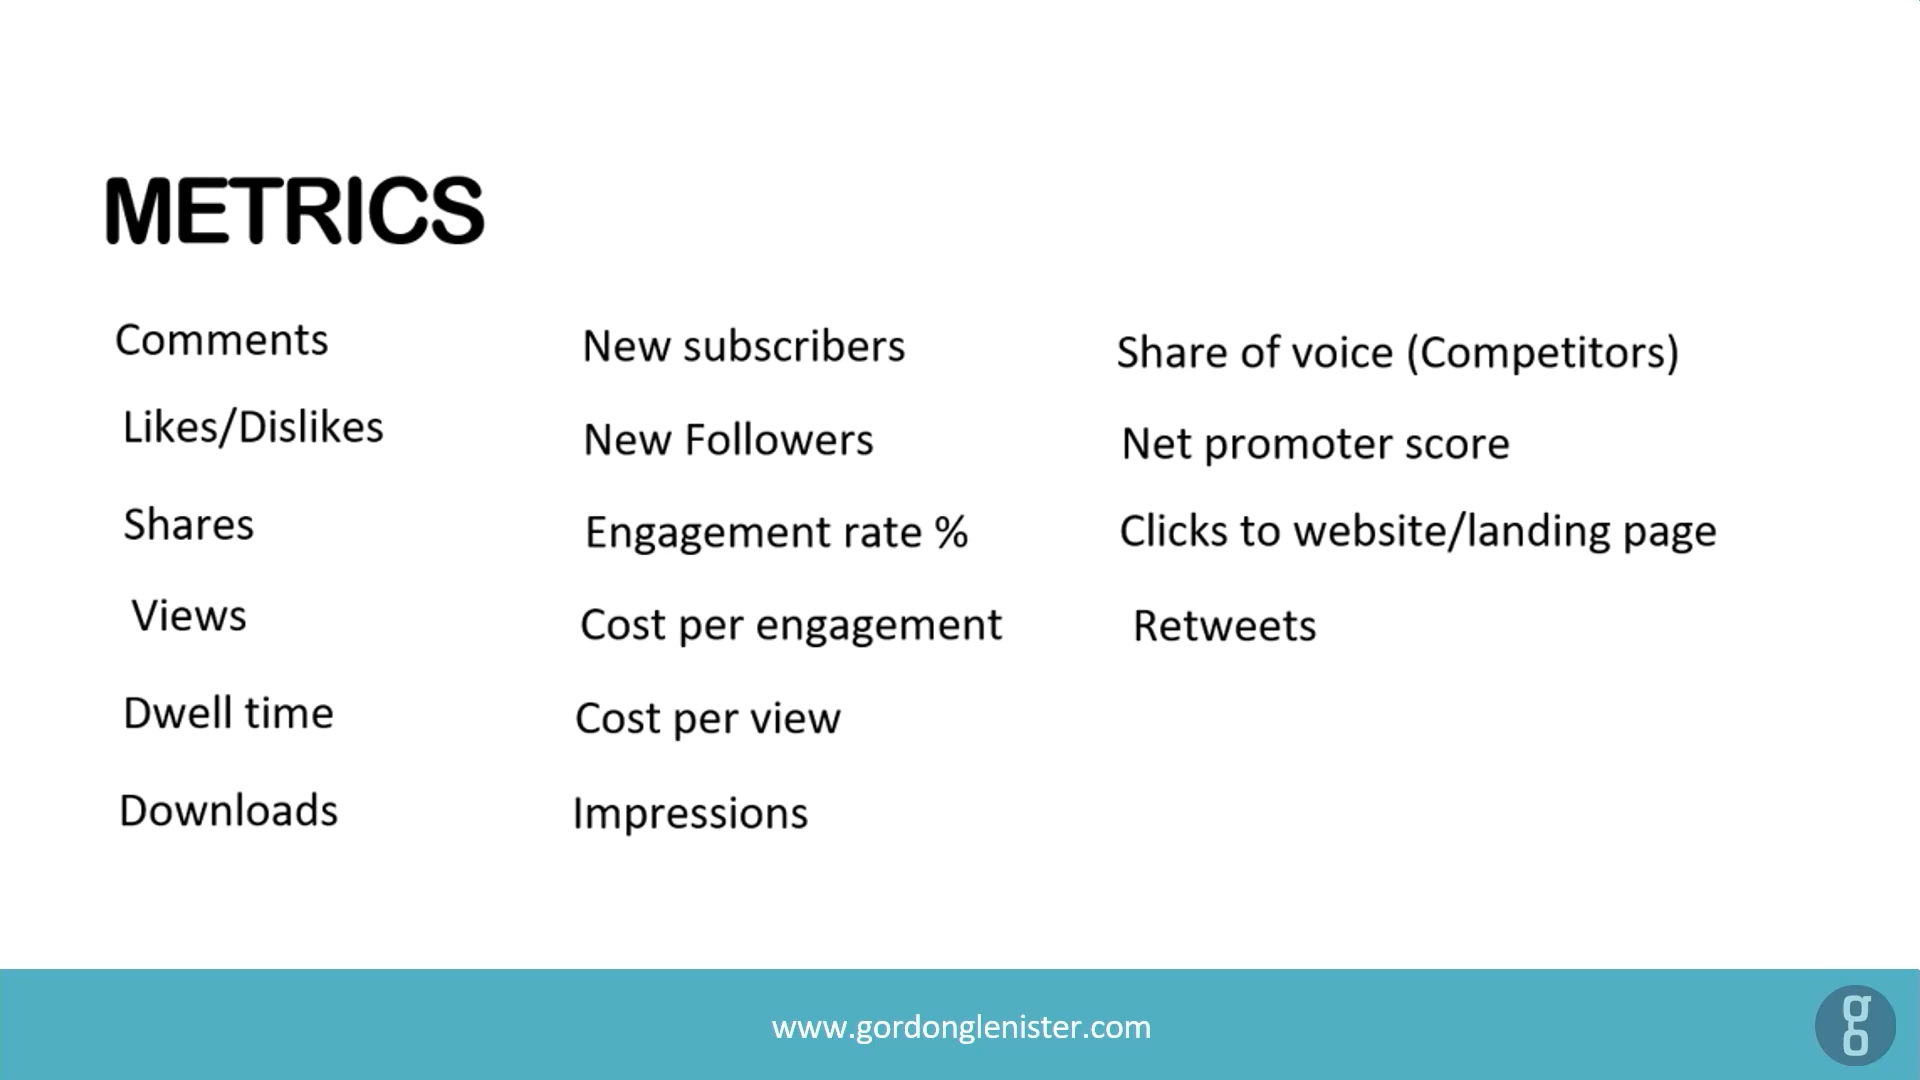 METRICS
Comments
Likes/Dislikes
Shares
Views
Dwell time
Downloads
New subscribers
New Followers
Engagement rate %
Cost per engagement
Cost per view
Impressions
Share of voice (Competitors)
Net promoter score
Clicks to website/landing page
Retweets
www.gordonglenister.com
go